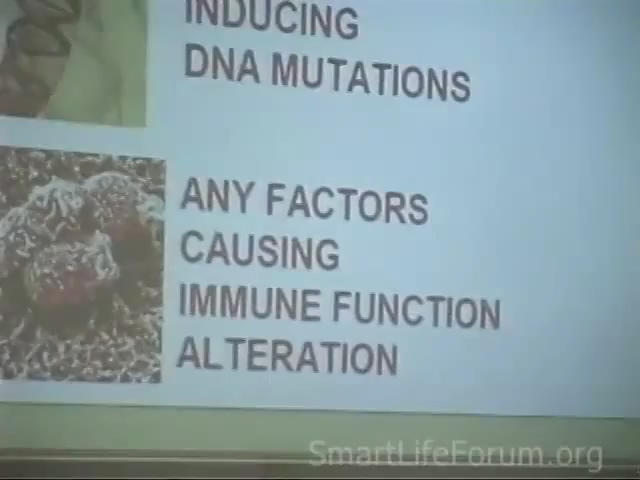 INDUCING
DNA MUTATIONS
ANY FACTORS
CAUSING
IMMUNE FUNCTION
ALTERATION
SmartLifeForum.org